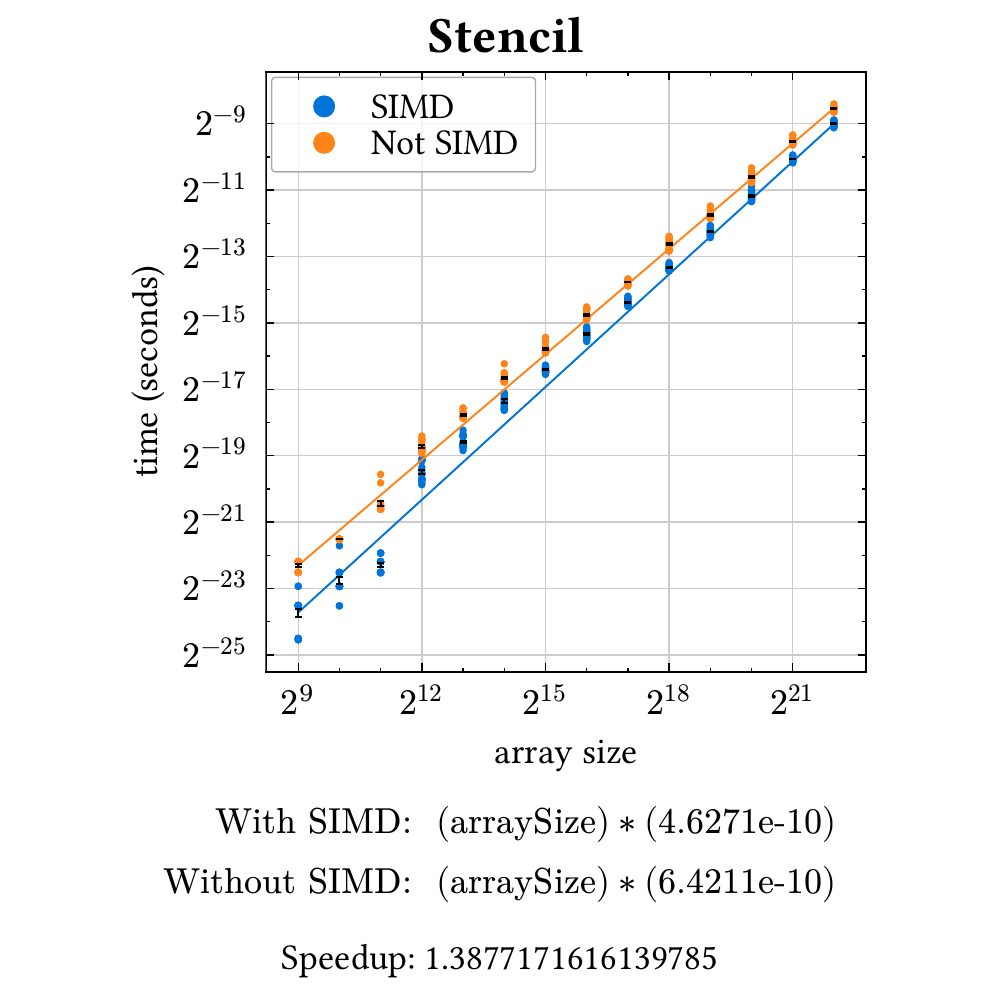 Stencil
SIMD
Not SIMD
2^−9
2^−11
2^−13
2^−15
2^−17
2^−19
2^−21
2^−23
2^−25
time (seconds)
2^9 2^12 2^15 2^18 2^21
array size
With SIMD: (arraySize) ∗ (4.6271e-10)
Without SIMD: (arraySize) ∗ (6.4211e-10)
Speedup: 1.3877171616139785